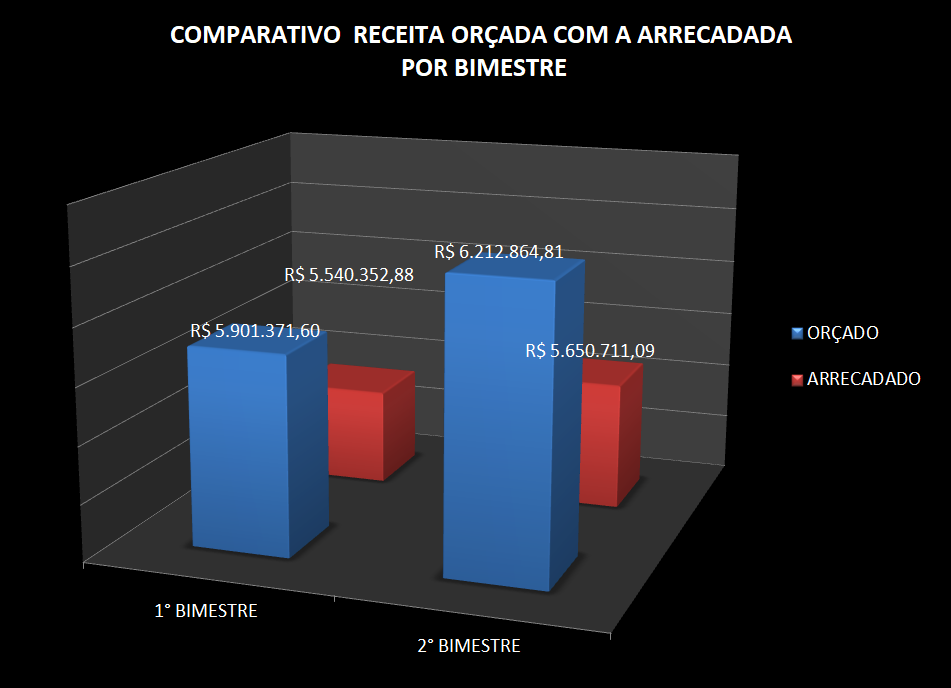 COMPARATIVO  RECEITA ORÇADA COM A ARRECADADA
POR BIMESTRE
R$ 6.212.864,81
R$ 5.540.352,88
R$ 5.901.371,60
R$ 5.650.711,09
ORÇADO
ARRECADADO
1° BIMESTRE
2° BIMESTRE